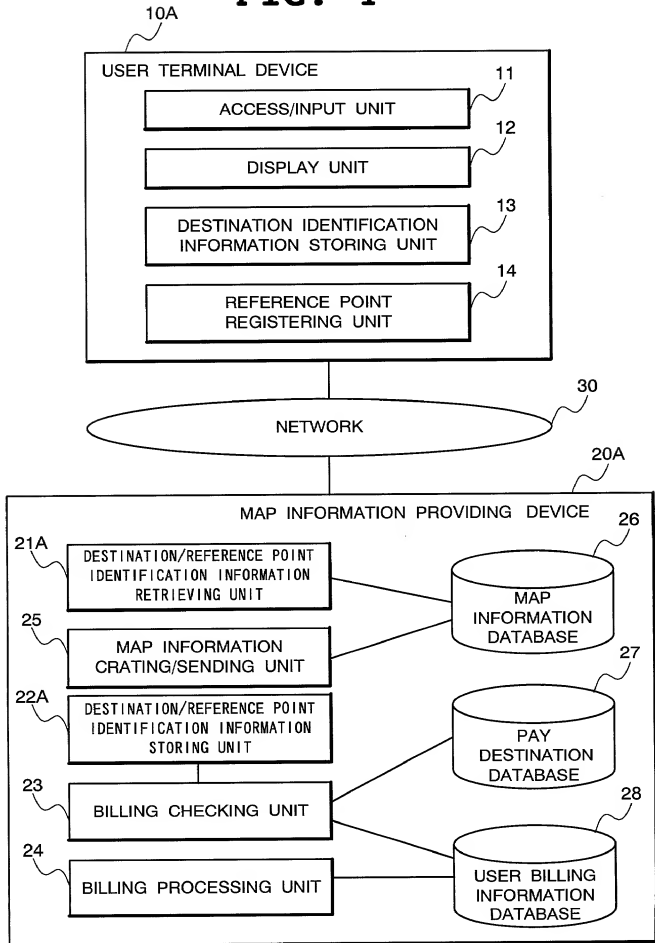 10A
USER TERMINAL DEVICE
11
ACCESS/INPUT UNIT
12
DISPLAY UNIT
13
DESTINATION IDENTIFICATION
INFORMATION STORING UNIT
14
REFERENCE POINT
REGISTERING UNIT
30
NETWORK
20A
MAP INFORMATION PROVIDING DEVICE
21A
DESTINATION/REFERENCE POINT
IDENTIFICATION INFORMATION
RETRIEVING UNIT
26
MAP
INFORMATION
DATABASE
25
MAP INFORMATION
CRATING/SENDING UNIT
22A
DESTINATION/REFERENCE POINT
IDENTIFICATION INFORMATION
STORING UNIT
27
PAY
DESTINATION
DATABASE
23
BILLING CHECKING UNIT
28
USER BILLING
INFORMATION
DATABASE
24
BILLING PROCESSING UNIT